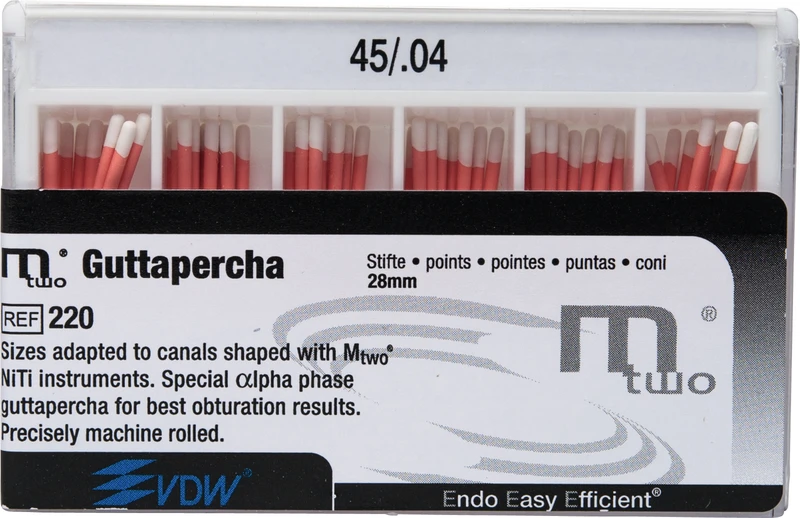 45/.04
mtwo® Guttapercha
Stifte • points • pointes • puntas • coni
28mm
REF 220
Sizes adapted to canals shaped with Mtwo®
NiTi instruments. Special αlpha phase
guttapercha for best obturation results.
Precisely machine rolled.
mtwo®
VDW®
Endo Easy Efficient®